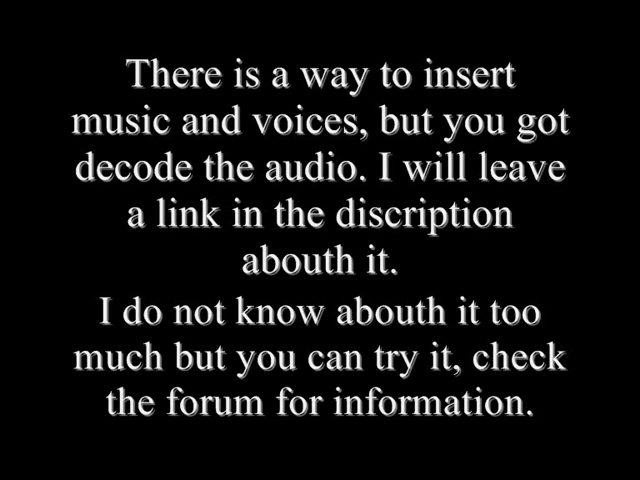 There is a way to insert
music and voices, but you got
decode the audio. I will leave
a link in the discription
abouth it.
I do not know abouth it too
much but you can try it, check
the forum for information.